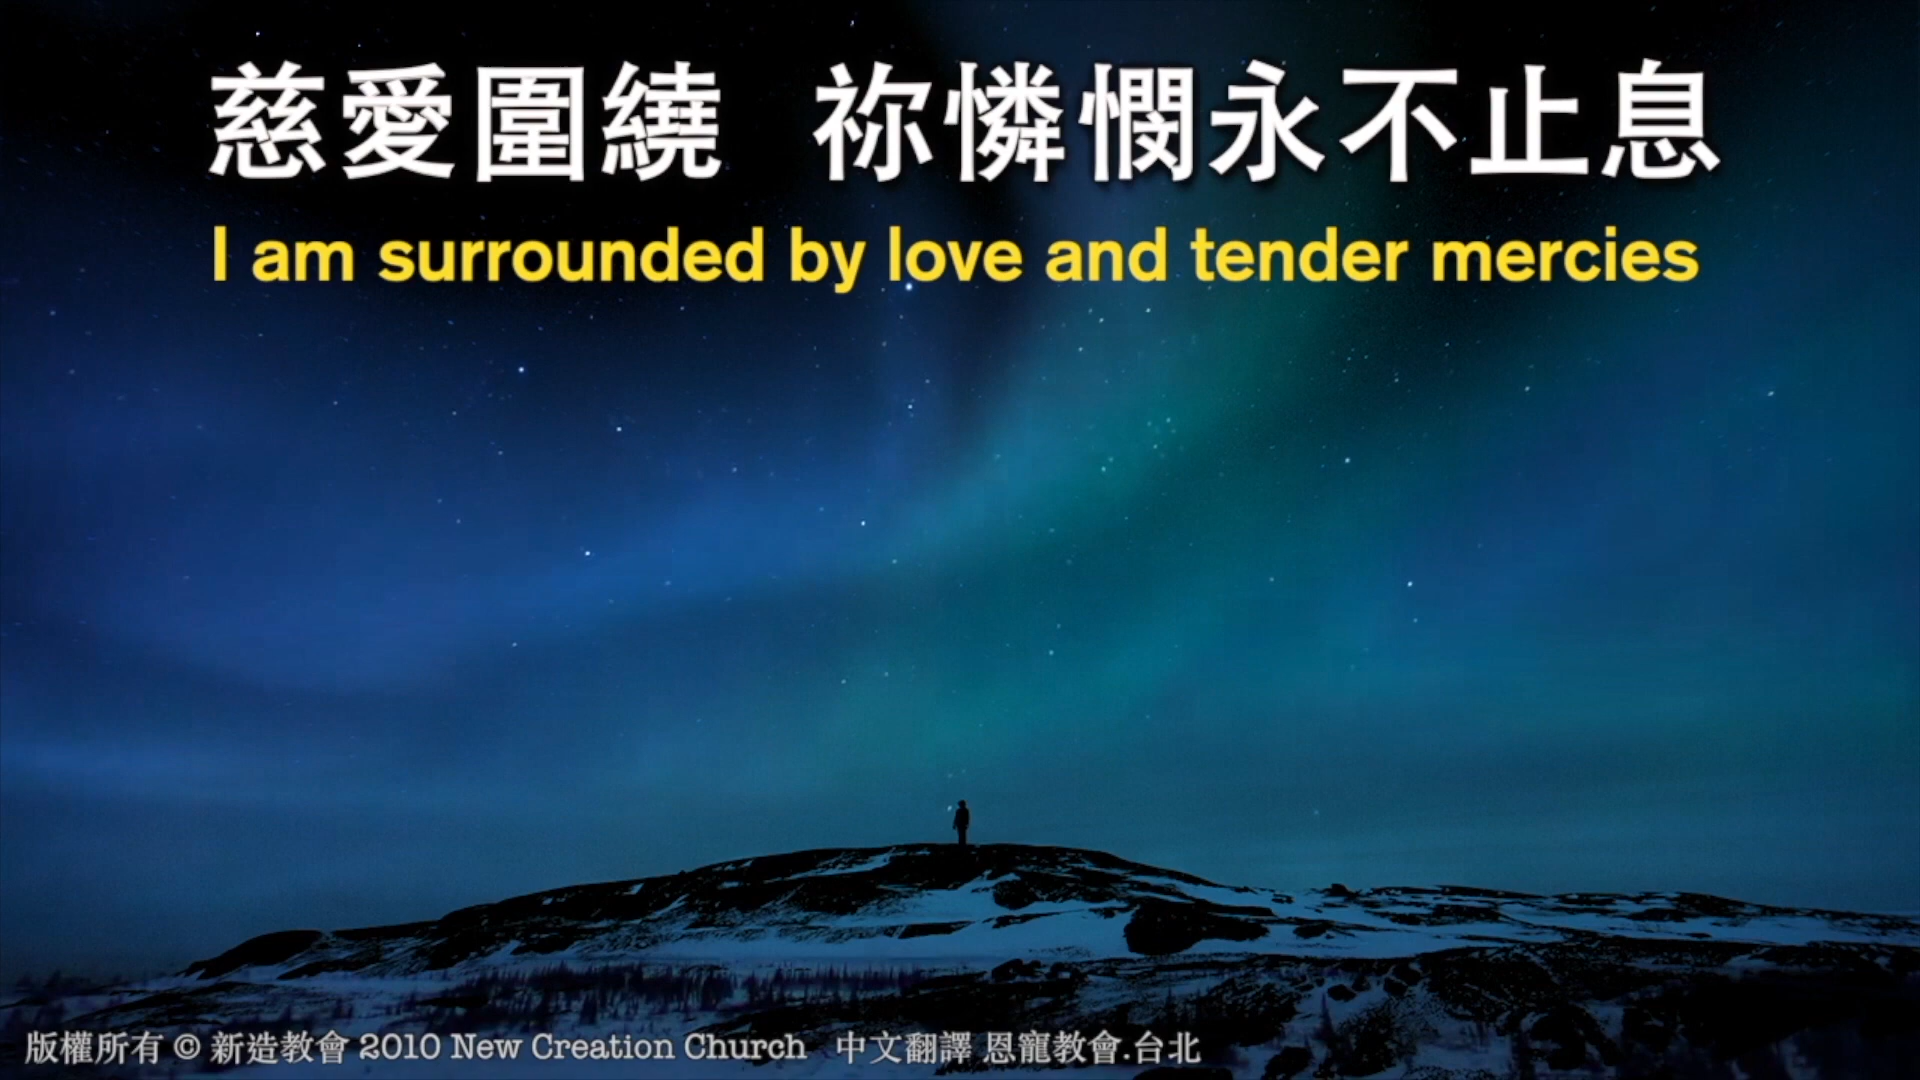 慈愛圍繞 祢憐憫永不止息
I am surrounded by love and tender mercies
版權所有 © 新造教會 2010 New Creation Church 中文翻譯 恩寵教會.台北